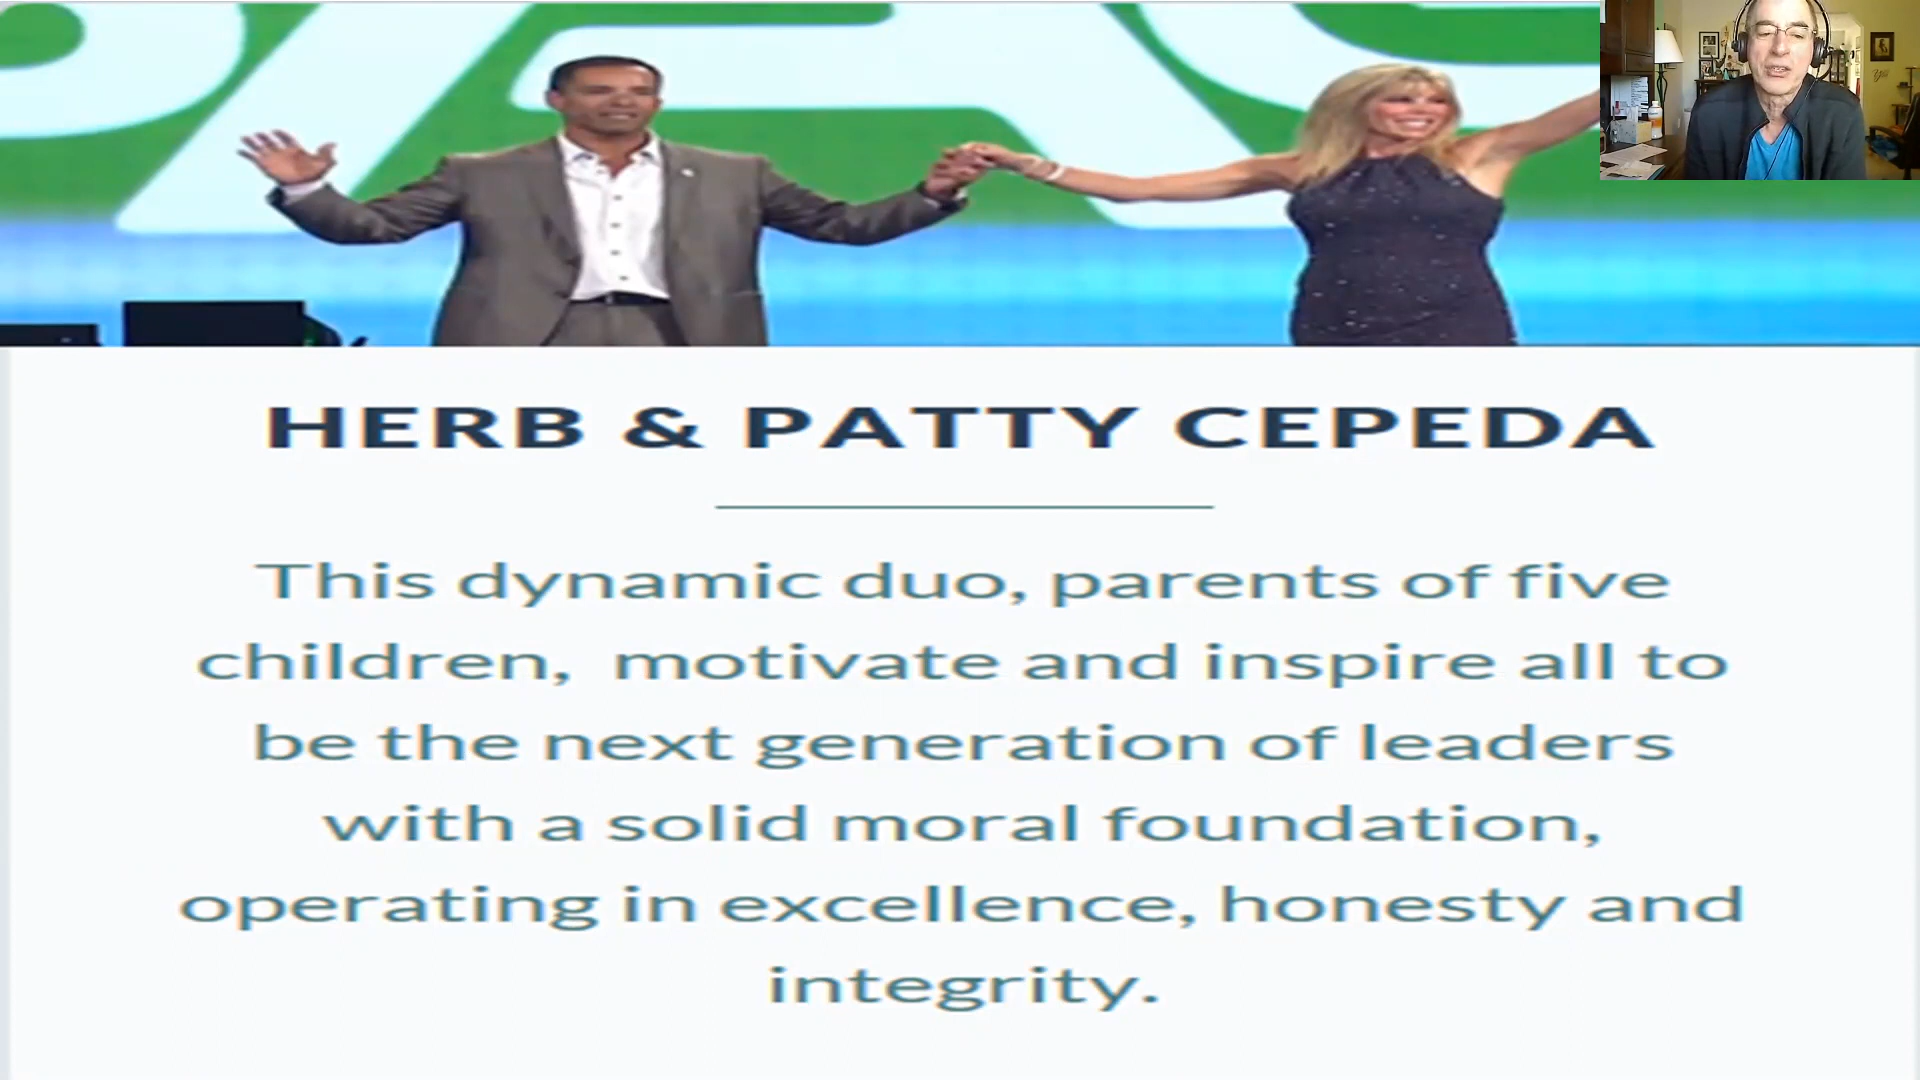 HERB & PATTY CEPEDA
This dynamic duo, parents of five
children,  motivate and inspire all to
be the next generation of leaders
with a solid moral foundation,
operating in excellence, honesty and
integrity.